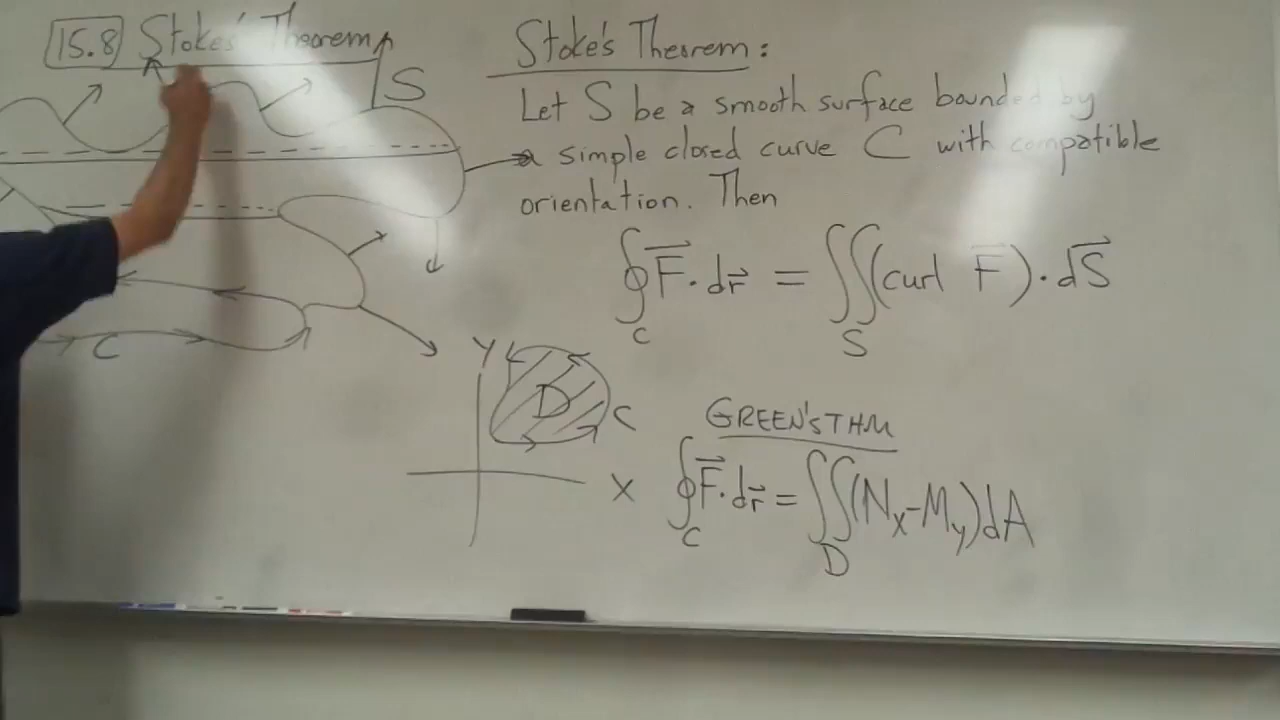 15.8 Stokes' Theorem
S
C
Stoke's Theorem:
Let S be a smooth surface bounded by
a simple closed curve C with compatible
orientation. Then
∮_C F⃗ · dr⃗ = ∬_S (curl F⃗) · dS⃗
Y
D
C
X
GREEN'S THM
∮_C F⃗ · dr⃗ = ∬_D (N_x - M_y) dA